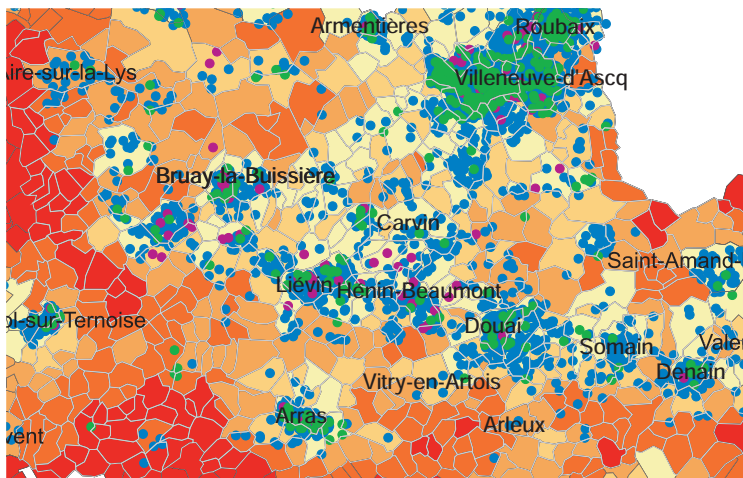 Armentières
Roubaix
Aire-sur-la-Lys
Villeneuve-d'Ascq
Bruay-la-Buissière
Carvin
Saint-Amand-
Liévin
Hénin-Beaumont
ol-sur-Ternoise
Douai
Somain
Vale
Denain
Vitry-en-Artois
Arras
Arleux
vent